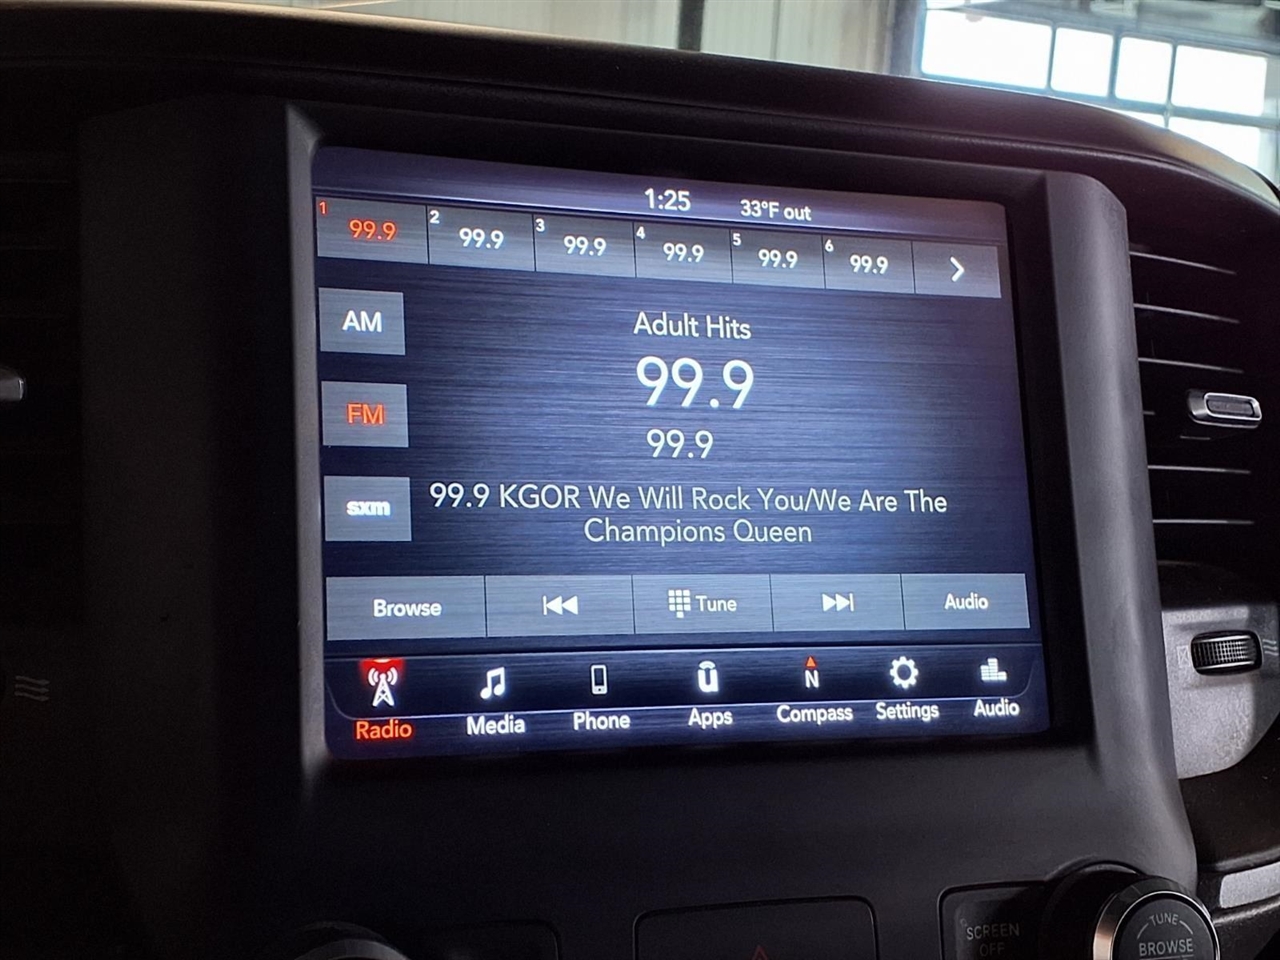 1:25 33°F out
1 99.9 2 99.9 3 99.9 4 99.9 5 99.9 6 99.9
AM
Adult Hits
99.9
FM
99.9
sxm
99.9 KGOR We Will Rock You/We Are The
Champions Queen
Browse Tune Audio
N
Radio Media Phone Apps Compass Settings Audio
SCREEN
OFF
TUNE
BROWSE